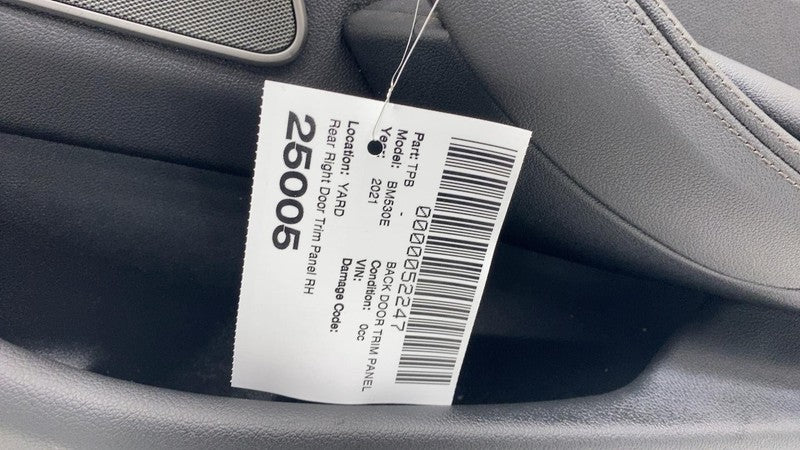 0000052247
Part: TPB - BACK DOOR TRIM PANEL
Model: BM530E Condition: 0cc
Year: 2021 VIN:
Damage Code:
Location: YARD
Rear Right Door Trim Panel RH
25005